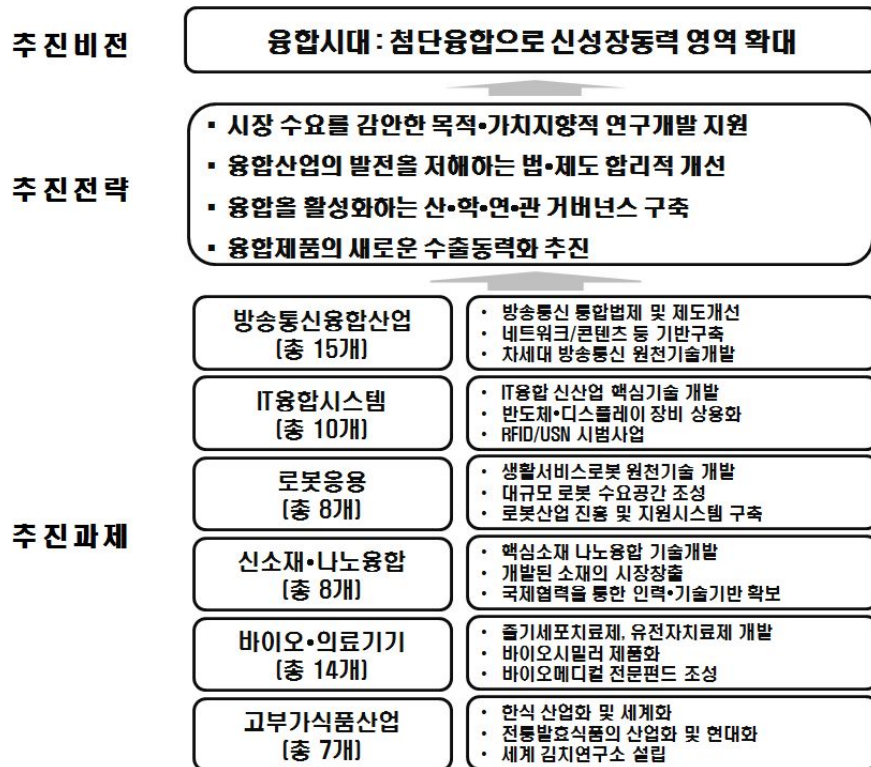 추진비전
융합시대 : 첨단융합으로 신성장동력 영역 확대
추진전략
▪ 시장 수요를 감안한 목적•가치지향적 연구개발 지원
▪ 융합산업의 발전을 저해하는 법•제도 합리적 개선
▪ 융합을 활성화하는 산•학•연•관 거버넌스 구축
▪ 융합제품의 새로운 수출동력화 추진
추진과제
방송통신융합산업
(총 15개)
• 방송통신 통합법제 및 제도개선
• 네트워크/콘텐츠 등 기반구축
• 차세대 방송통신 원천기술개발
IT융합시스템
(총 10개)
• IT융합 신산업 핵심기술 개발
• 반도체•디스플레이 장비 상용화
• RFID/USN 시범사업
로봇응용
(총 8개)
• 생활서비스로봇 원천기술 개발
• 대규모 로봇 수요공간 조성
• 로봇산업 진흥 및 지원시스템 구축
신소재•나노융합
(총 8개)
• 핵심소재 나노융합 기술개발
• 개발된 소재의 시장창출
• 국제협력을 통한 인력•기술기반 확보
바이오•의료기기
(총 14개)
• 줄기세포치료제, 유전자치료제 개발
• 바이오시밀러 제품화
• 바이오메디컬 전문펀드 조성
고부가식품산업
(총 7개)
• 한식 산업화 및 세계화
• 전통발효식품의 산업화 및 현대화
• 세계 김치연구소 설립